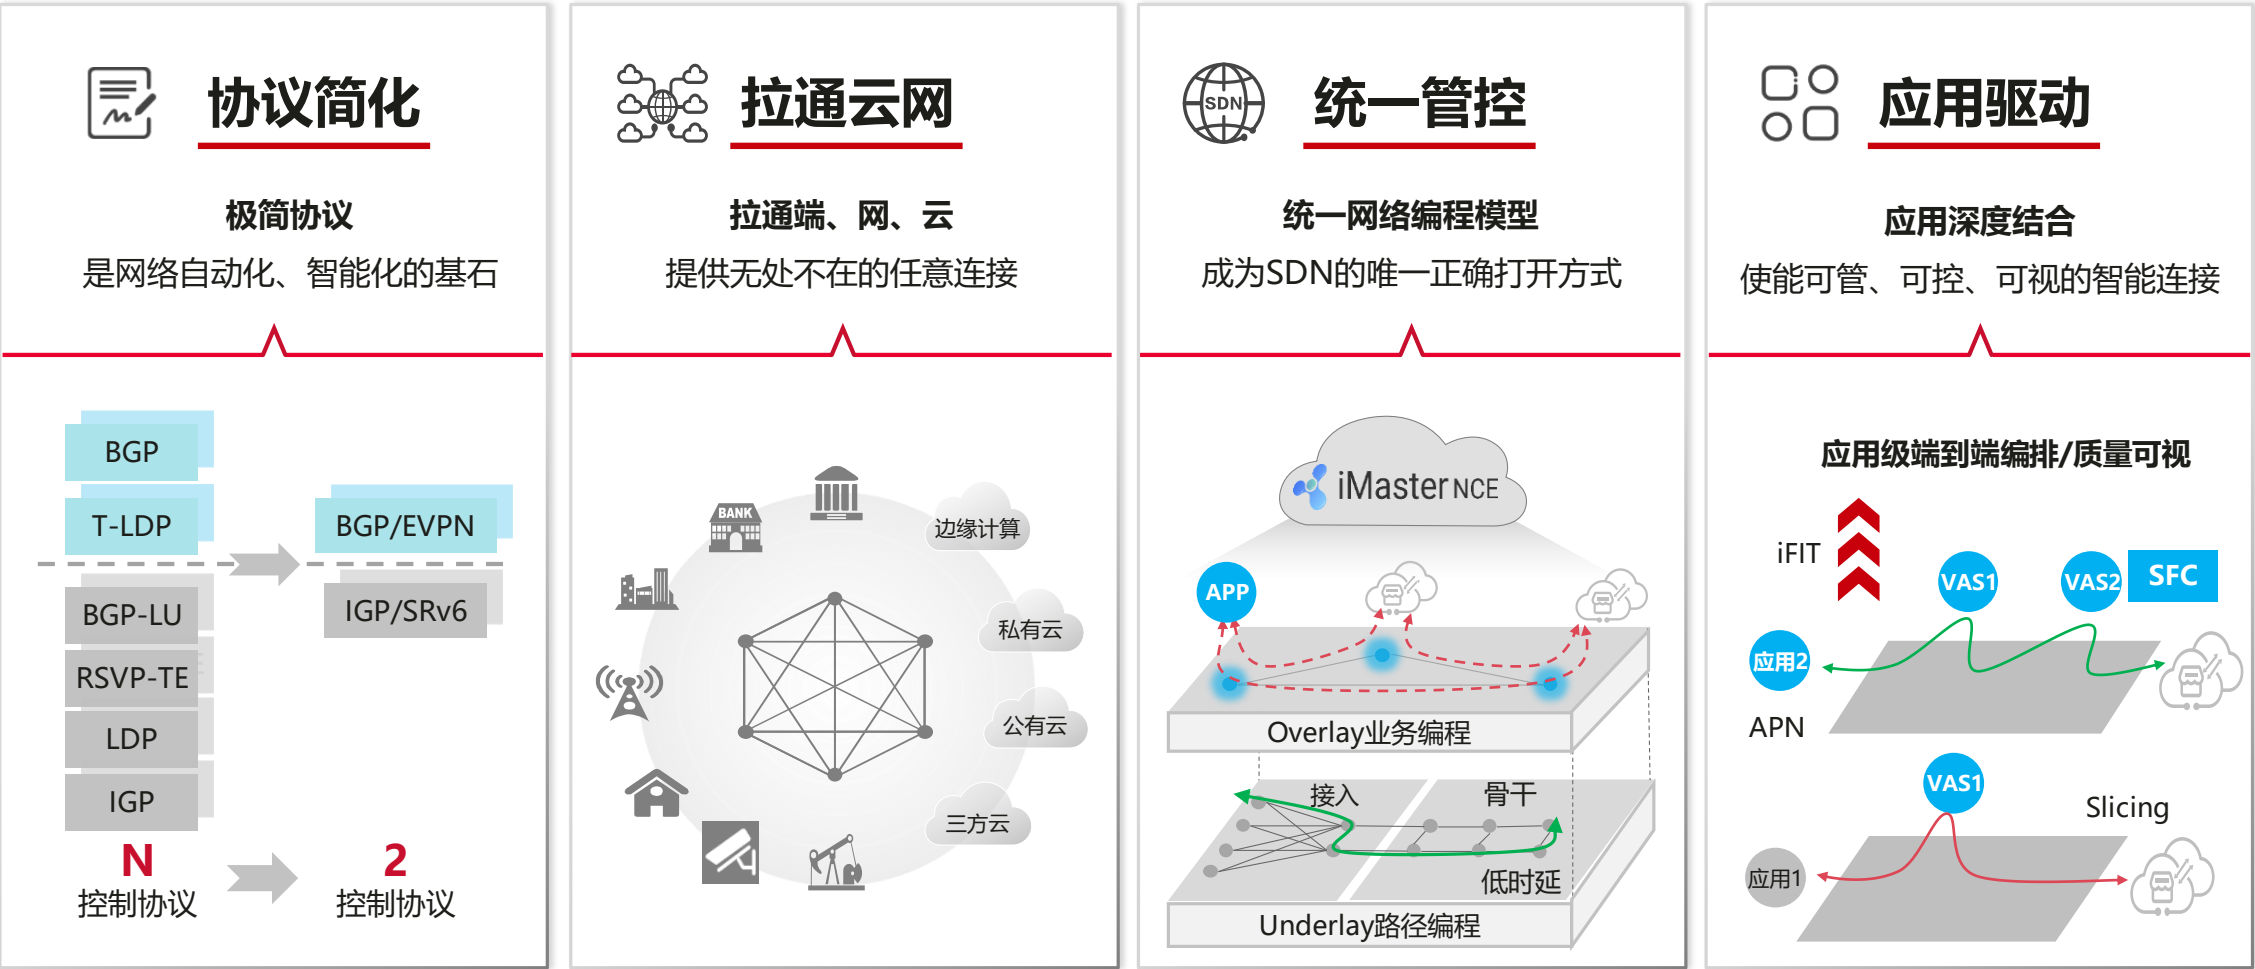 协议简化
极简协议
是网络自动化、智能化的基石
BGP
T-LDP
BGP/EVPN
BGP-LU
IGP/SRv6
RSVP-TE
LDP
IGP
N
2
控制协议
控制协议
拉通云网
拉通端、网、云
提供无处不在的任意连接
BANK
边缘计算
私有云
公有云
三方云
SDN
统一管控
统一网络编程模型
成为SDN的唯一正确打开方式
iMaster NCE
APP
Overlay业务编程
接入
骨干
低时延
Underlay路径编程
应用驱动
应用深度结合
使能可管、可控、可视的智能连接
应用级端到端编排/质量可视
iFIT
VAS1
VAS2
SFC
应用2
APN
VAS1
Slicing
应用1